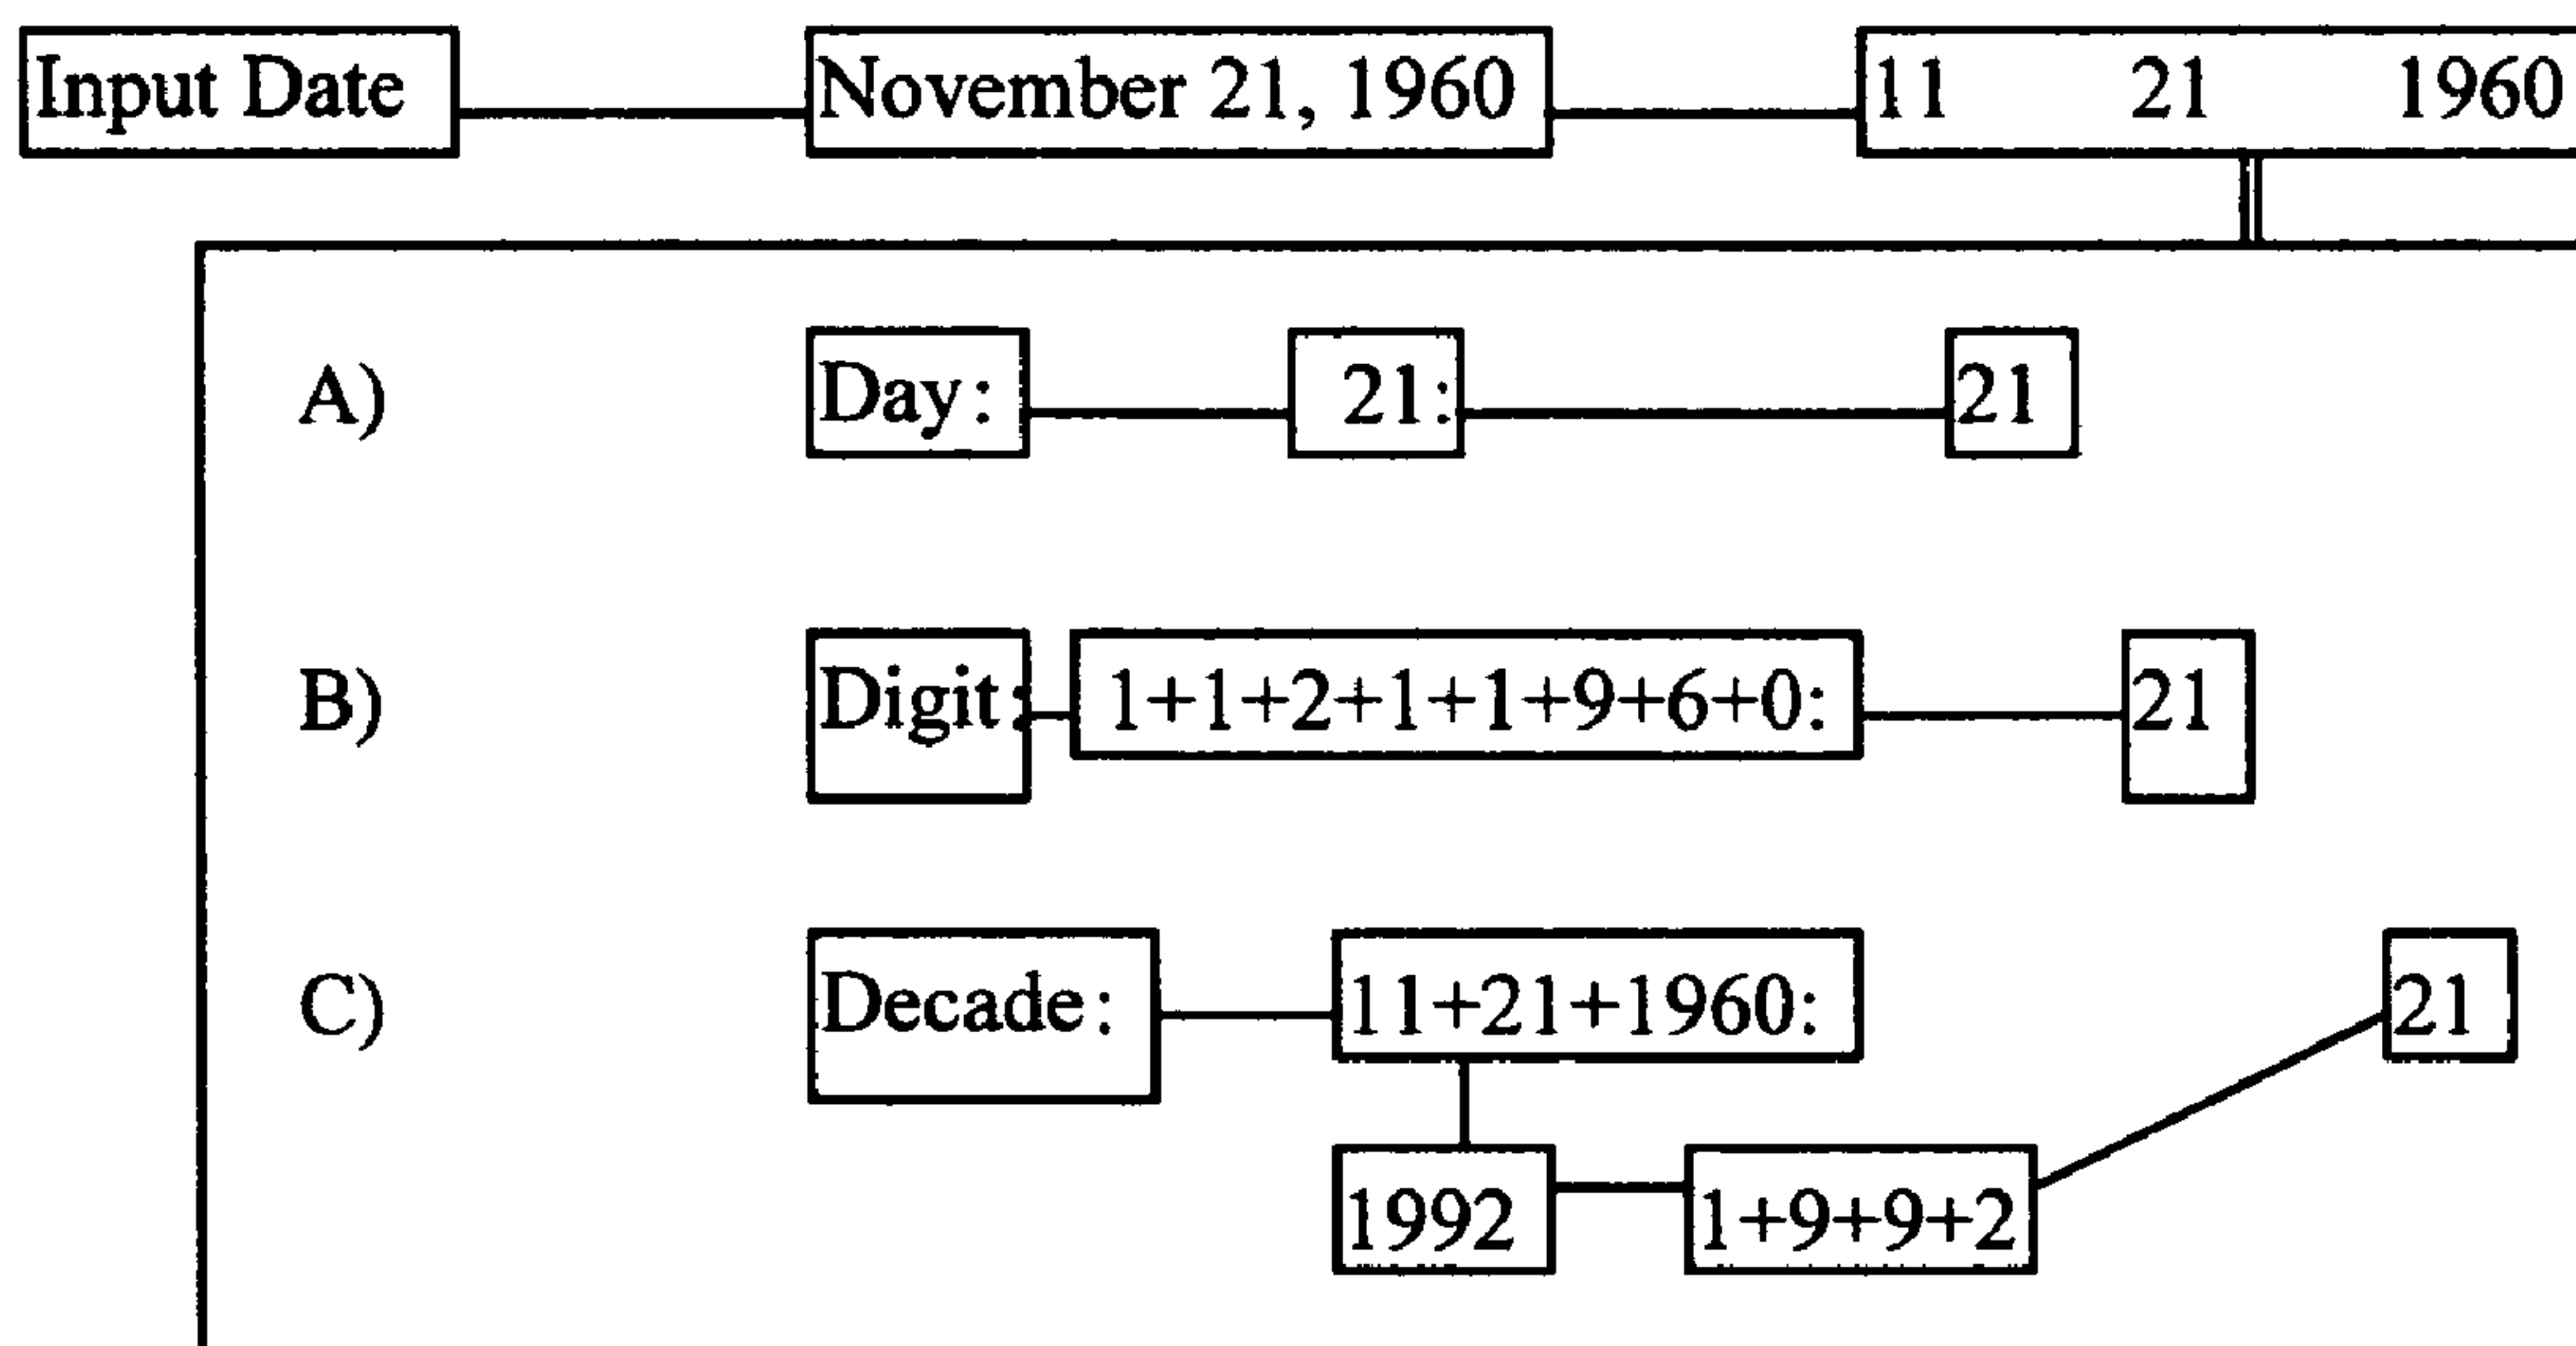 Input Date November 21, 1960 11 21 1960
A) Day: 21: 21
B) Digit: 1+1+2+1+1+9+6+0: 21
C) Decade: 11+21+1960: 21
1992 1+9+9+2